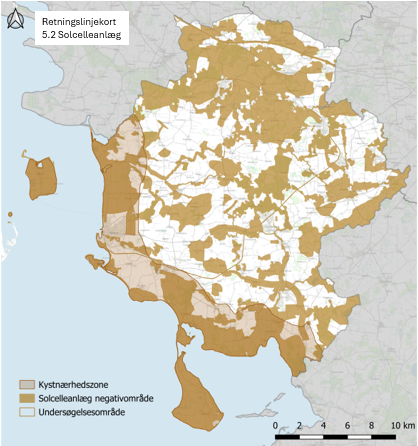 Retningslinjekort
5.2 Solcelleanlæg
Kystnærhedszone
Solcelleanlæg negativområde
Undersøgelsesområde
0 2 4 6 8 10 km